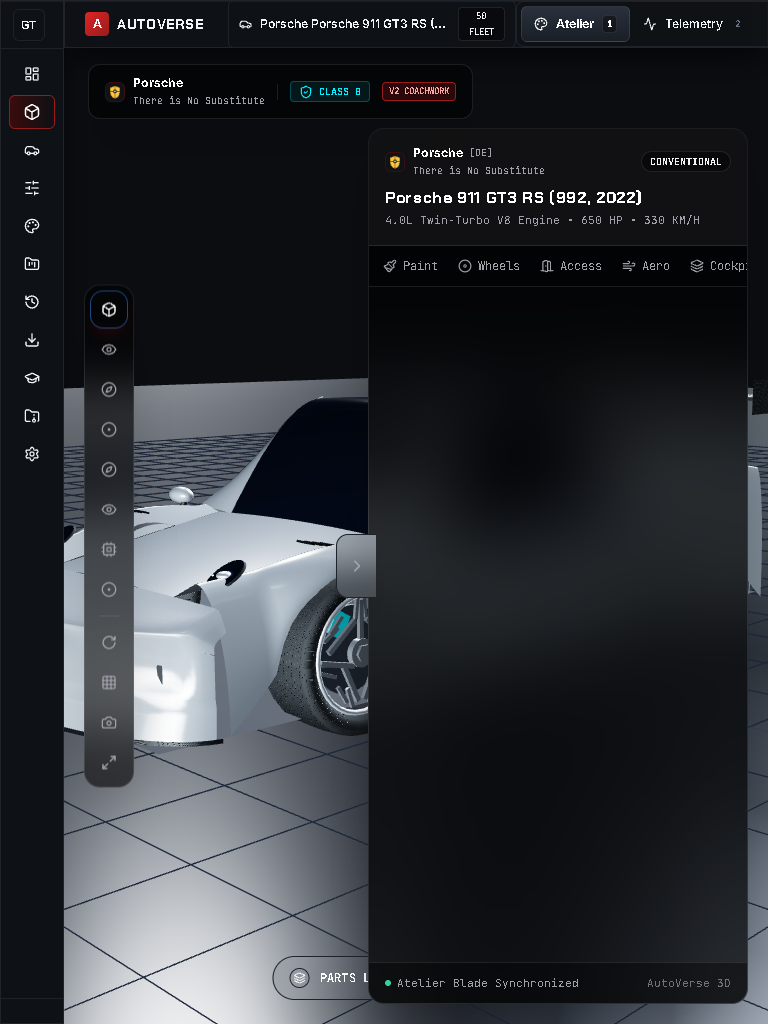 GT
A AUTOVERSE
Porsche Porsche 911 GT3 RS (...
50
FLEET
Atelier 1
Telemetry 2
Porsche
There is No Substitute
CLASS B
V2 COACHWORK
Porsche [DE]
There is No Substitute
CONVENTIONAL
Porsche 911 GT3 RS (992, 2022)
4.0L Twin-Turbo V8 Engine • 650 HP • 330 KM/H
Paint
Wheels
Access
Aero
Cockp
PARTS L
Atelier Blade Synchronized
AutoVerse 3D